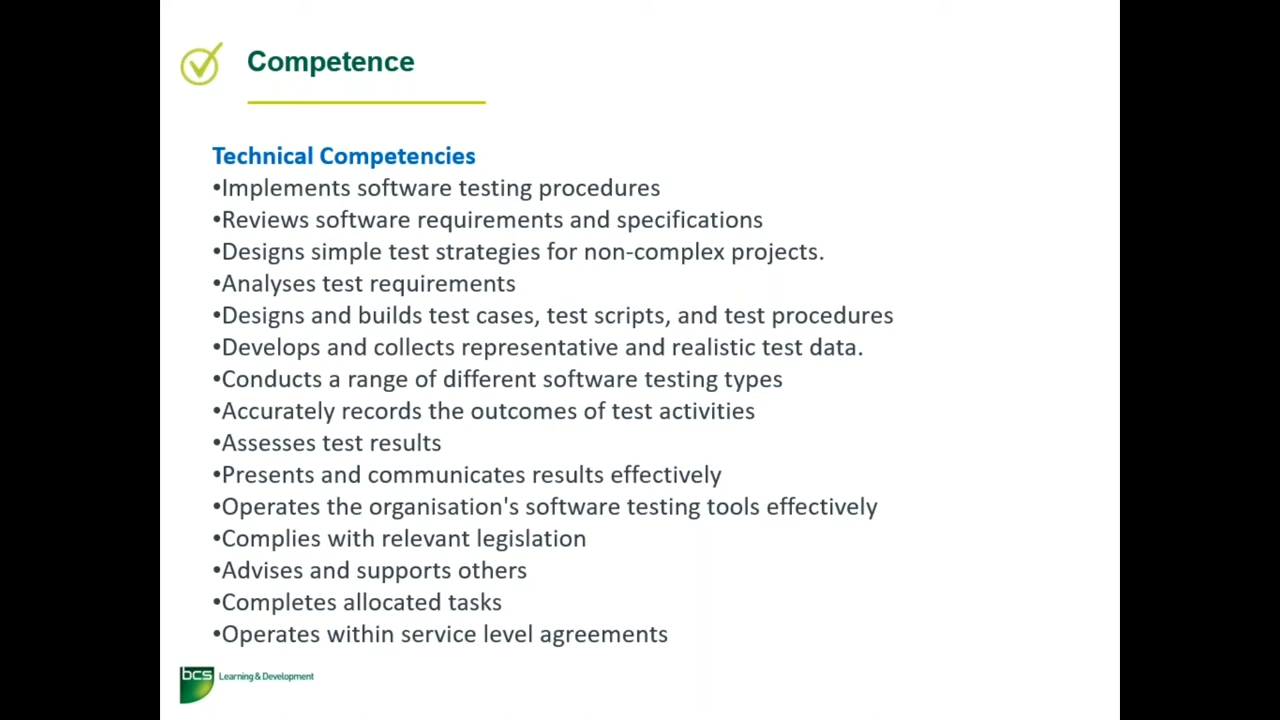 Competence
Technical Competencies
•Implements software testing procedures
•Reviews software requirements and specifications
•Designs simple test strategies for non-complex projects.
•Analyses test requirements
•Designs and builds test cases, test scripts, and test procedures
•Develops and collects representative and realistic test data.
•Conducts a range of different software testing types
•Accurately records the outcomes of test activities
•Assesses test results
•Presents and communicates results effectively
•Operates the organisation's software testing tools effectively
•Complies with relevant legislation
•Advises and supports others
•Completes allocated tasks
•Operates within service level agreements
bcs Learning & Development